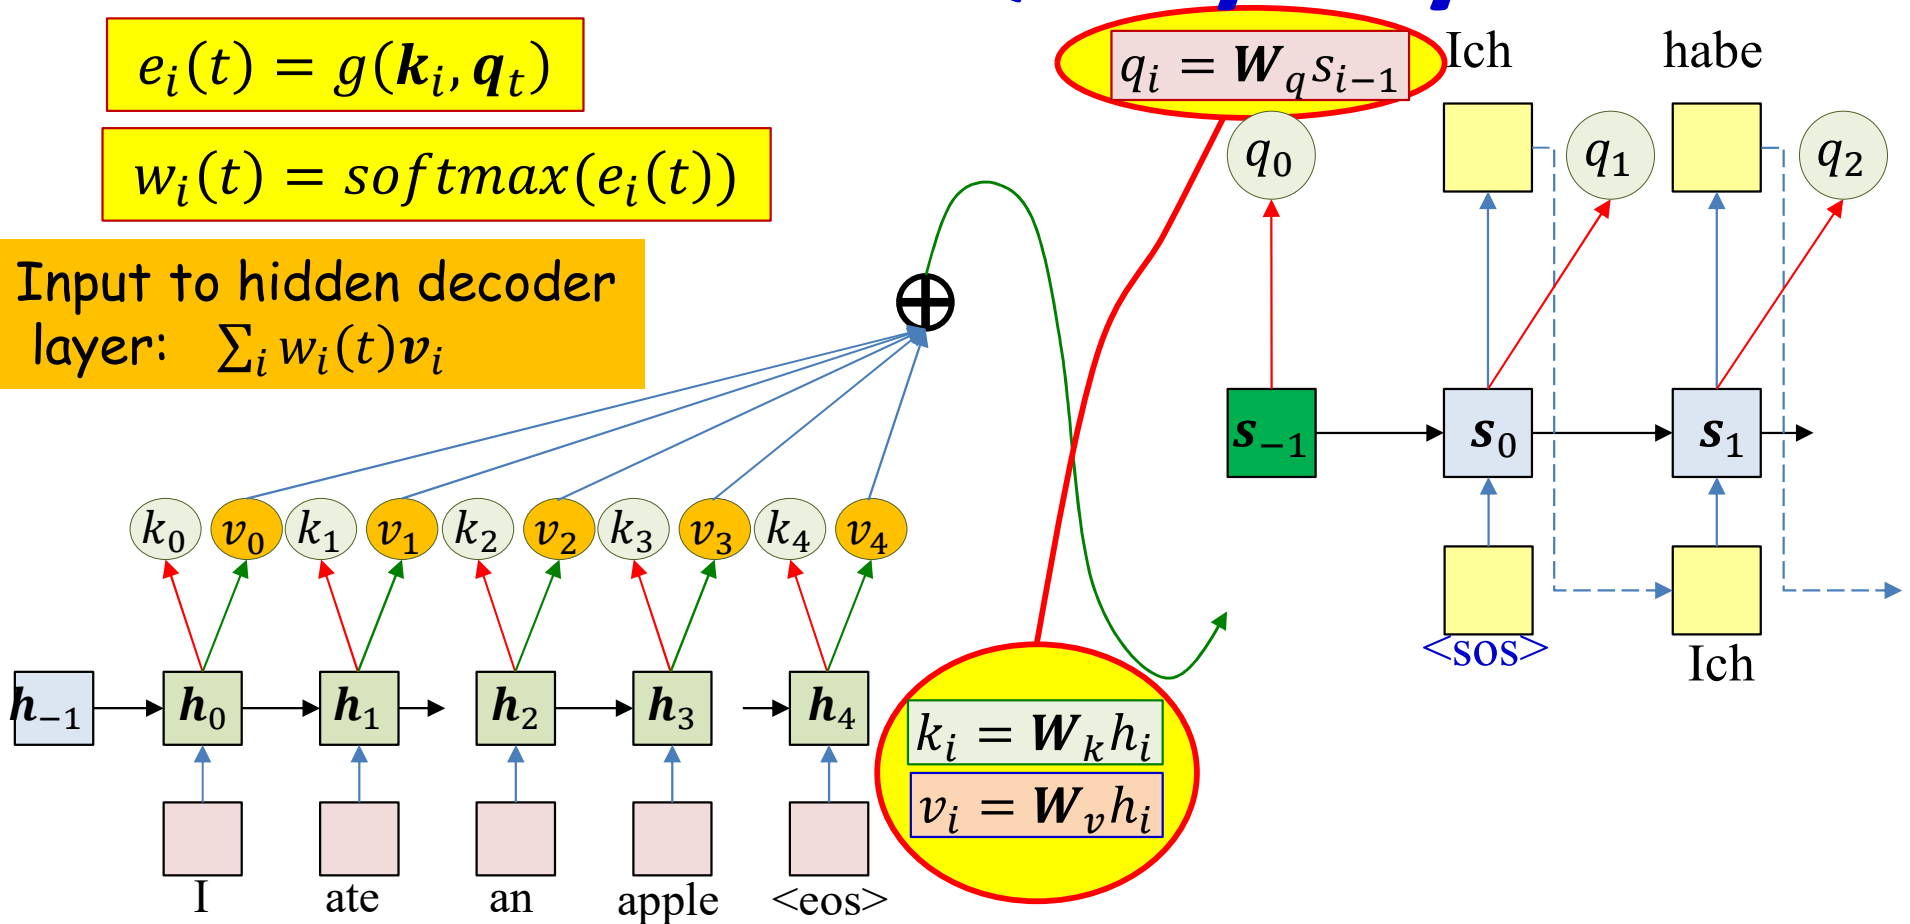 e_i(t) = g(k_i, q_t)
w_i(t) = softmax(e_i(t))
Input to hidden decoder
layer: ∑_i w_i(t)v_i
q_i = W_q s_{i−1}
Ich habe
q_0 q_1 q_2
s_{−1} s_0 s_1
<sos> Ich
k_0 v_0 k_1 v_1 k_2 v_2 k_3 v_3 k_4 v_4
h_{−1} h_0 h_1 h_2 h_3 h_4
k_i = W_k h_i
v_i = W_v h_i
I ate an apple <eos>